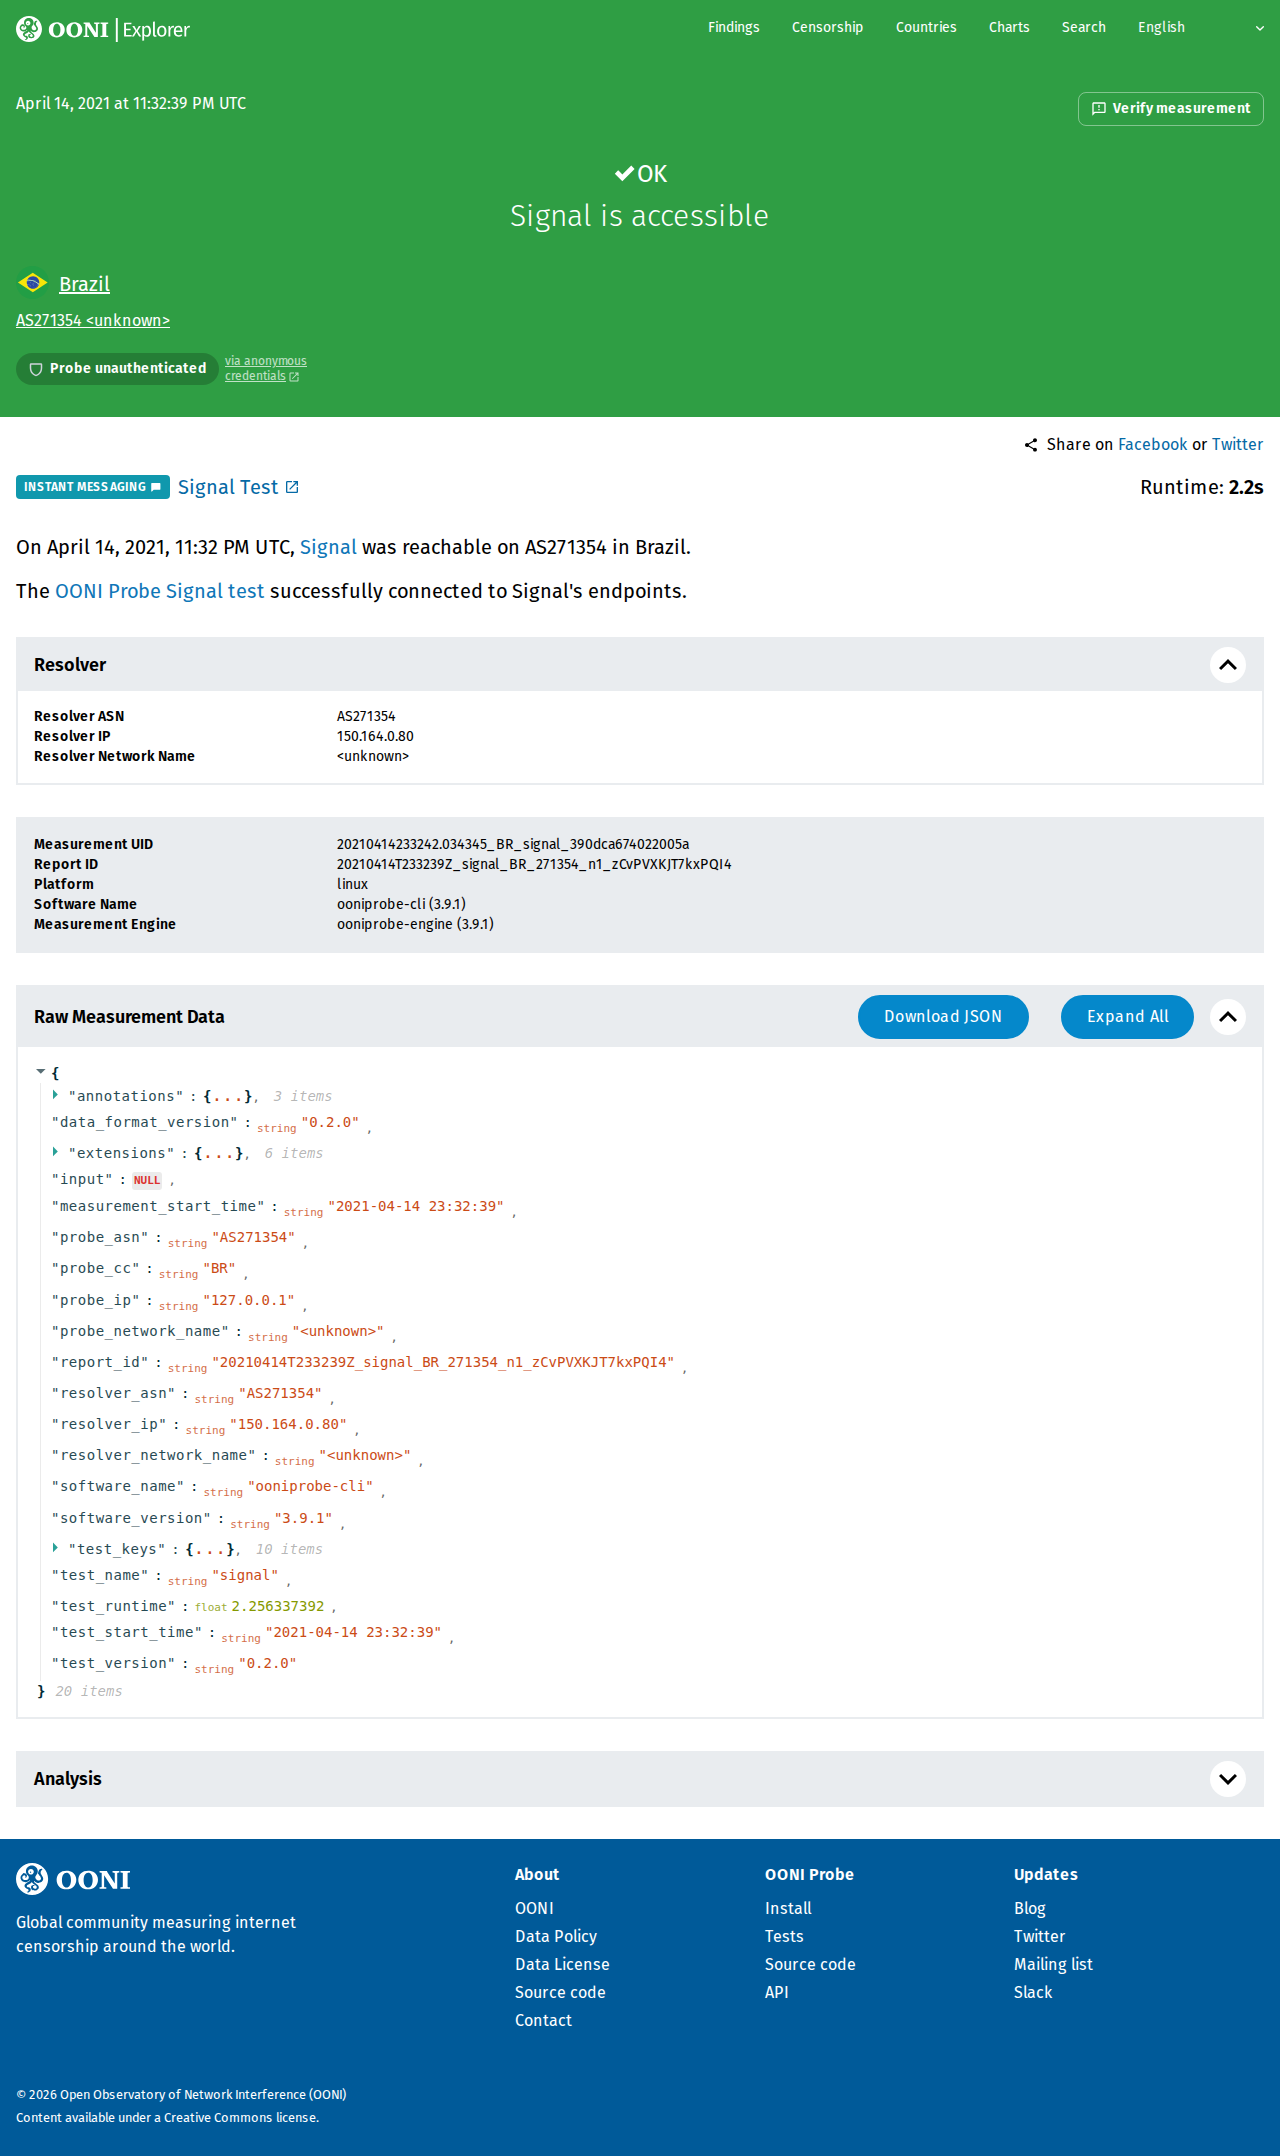 OONI | Explorer
Findings Censorship Countries Charts Search English
April 14, 2021 at 11:32:39 PM UTC
Verify measurement
OK
Signal is accessible
Brazil
AS271354 <unknown>
Probe unauthenticated via anonymous credentials
Share on Facebook or Twitter
INSTANT MESSAGING Signal Test
Runtime: 2.2s
On April 14, 2021, 11:32 PM UTC, Signal was reachable on AS271354 in Brazil.
The OONI Probe Signal test successfully connected to Signal's endpoints.
Resolver
Resolver ASN AS271354
Resolver IP 150.164.0.80
Resolver Network Name <unknown>
Measurement UID 20210414233242.034345_BR_signal_390dca674022005a
Report ID 20210414T233239Z_signal_BR_271354_n1_zCvPVXKJT7kxPQI4
Platform linux
Software Name ooniprobe-cli (3.9.1)
Measurement Engine ooniprobe-engine (3.9.1)
Raw Measurement Data Download JSON Expand All
{
"annotations" : {...}, 3 items
"data_format_version" : string "0.2.0" ,
"extensions" : {...}, 6 items
"input" : NULL ,
"measurement_start_time" : string "2021-04-14 23:32:39" ,
"probe_asn" : string "AS271354" ,
"probe_cc" : string "BR" ,
"probe_ip" : string "127.0.0.1" ,
"probe_network_name" : string "<unknown>" ,
"report_id" : string "20210414T233239Z_signal_BR_271354_n1_zCvPVXKJT7kxPQI4" ,
"resolver_asn" : string "AS271354" ,
"resolver_ip" : string "150.164.0.80" ,
"resolver_network_name" : string "<unknown>" ,
"software_name" : string "ooniprobe-cli" ,
"software_version" : string "3.9.1" ,
"test_keys" : {...}, 10 items
"test_name" : string "signal" ,
"test_runtime" : float 2.256337392 ,
"test_start_time" : string "2021-04-14 23:32:39" ,
"test_version" : string "0.2.0"
} 20 items
Analysis
OONI
Global community measuring internet
censorship around the world.
About
OONI
Data Policy
Data License
Source code
Contact
OONI Probe
Install
Tests
Source code
API
Updates
Blog
Twitter
Mailing list
Slack
© 2026 Open Observatory of Network Interference (OONI)
Content available under a Creative Commons license.